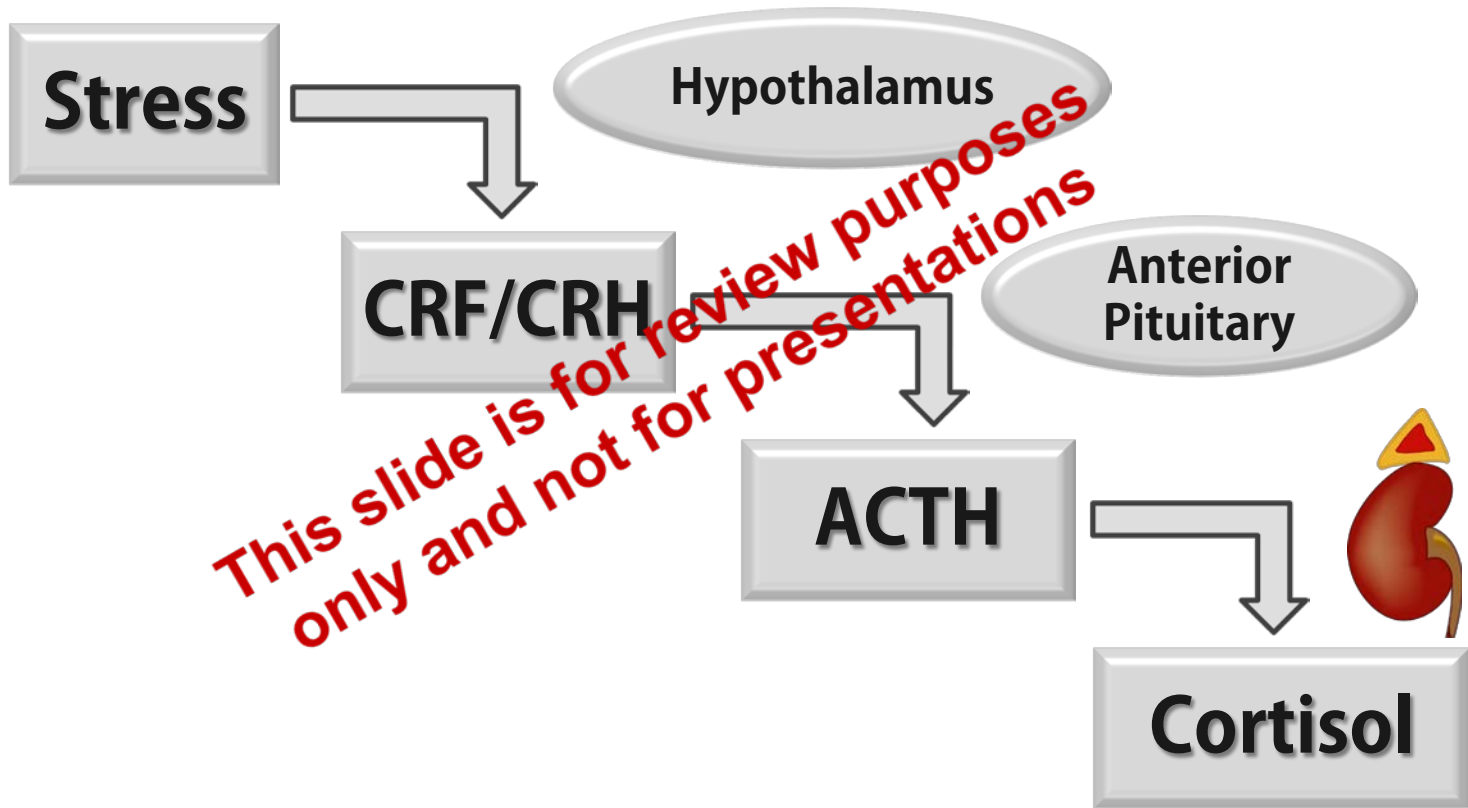 Stress
Hypothalamus
CRF/CRH
Anterior
Pituitary
ACTH
Cortisol
This slide is for review purposes
only and not for presentations